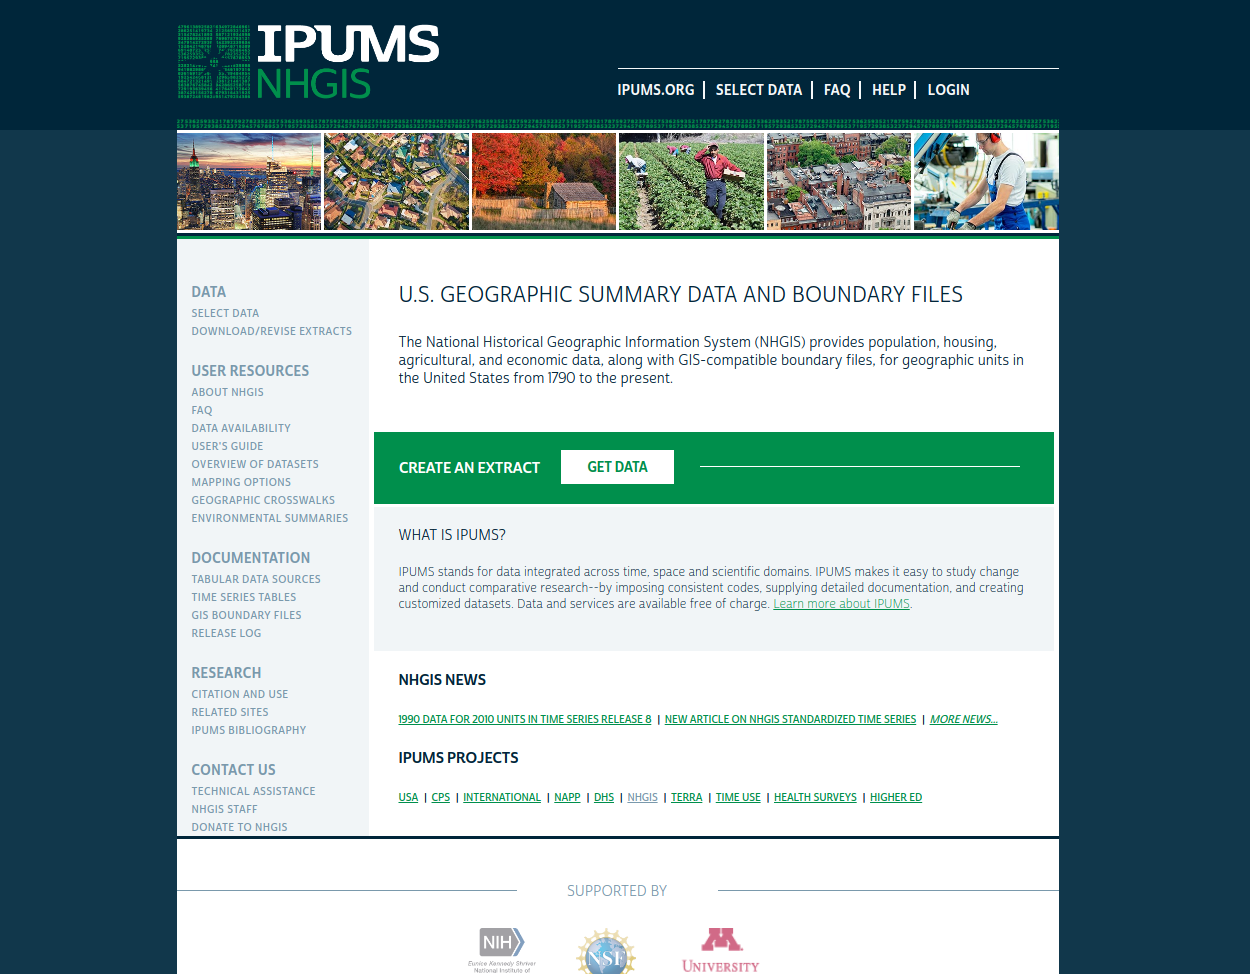 IPUMS
NHGIS
IPUMS.ORG | SELECT DATA | FAQ | HELP | LOGIN
DATA
SELECT DATA
DOWNLOAD/REVISE EXTRACTS
USER RESOURCES
ABOUT NHGIS
FAQ
DATA AVAILABILITY
USER'S GUIDE
OVERVIEW OF DATASETS
MAPPING OPTIONS
GEOGRAPHIC CROSSWALKS
ENVIRONMENTAL SUMMARIES
DOCUMENTATION
TABULAR DATA SOURCES
TIME SERIES TABLES
GIS BOUNDARY FILES
RELEASE LOG
RESEARCH
CITATION AND USE
RELATED SITES
IPUMS BIBLIOGRAPHY
CONTACT US
TECHNICAL ASSISTANCE
NHGIS STAFF
DONATE TO NHGIS
U.S. GEOGRAPHIC SUMMARY DATA AND BOUNDARY FILES
The National Historical Geographic Information System (NHGIS) provides population, housing,
agricultural, and economic data, along with GIS-compatible boundary files, for geographic units in
the United States from 1790 to the present.
CREATE AN EXTRACT GET DATA
WHAT IS IPUMS?
IPUMS stands for data integrated across time, space and scientific domains. IPUMS makes it easy to study change
and conduct comparative research--by imposing consistent codes, supplying detailed documentation, and creating
customized datasets. Data and services are available free of charge. Learn more about IPUMS.
NHGIS NEWS
1990 DATA FOR 2010 UNITS IN TIME SERIES RELEASE 8 | NEW ARTICLE ON NHGIS STANDARDIZED TIME SERIES | MORE NEWS...
IPUMS PROJECTS
USA | CPS | INTERNATIONAL | NAPP | DHS | NHGIS | TERRA | TIME USE | HEALTH SURVEYS | HIGHER ED
SUPPORTED BY
NIH
Eunice Kennedy Shriver
National Institute of
NSF
M
UNIVERSITY